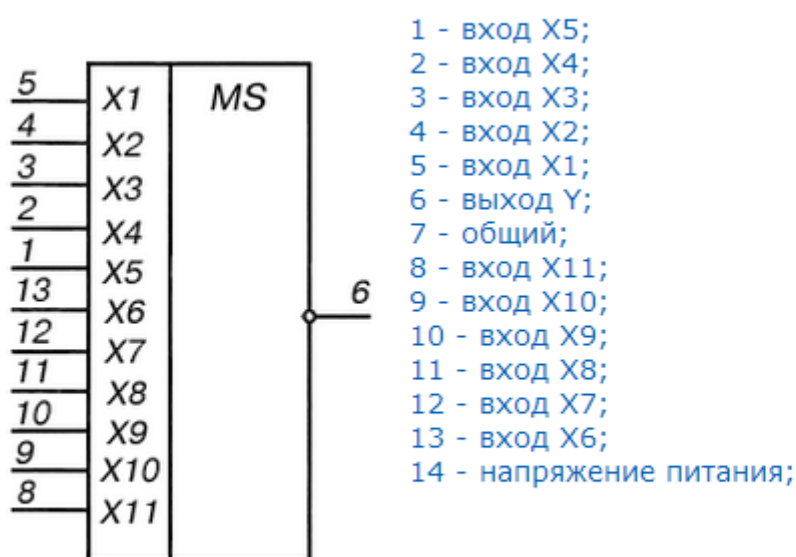 1 - вход X5;
2 - вход X4;
3 - вход X3;
4 - вход X2;
5 - вход X1;
6 - выход Y;
7 - общий;
8 - вход X11;
9 - вход X10;
10 - вход X9;
11 - вход X8;
12 - вход X7;
13 - вход X6;
14 - напряжение питания;
5 X1 MS
4 X2
3 X3
2 X4
1 X5
13 X6
6
12 X7
11 X8
10 X9
9 X10
8 X11